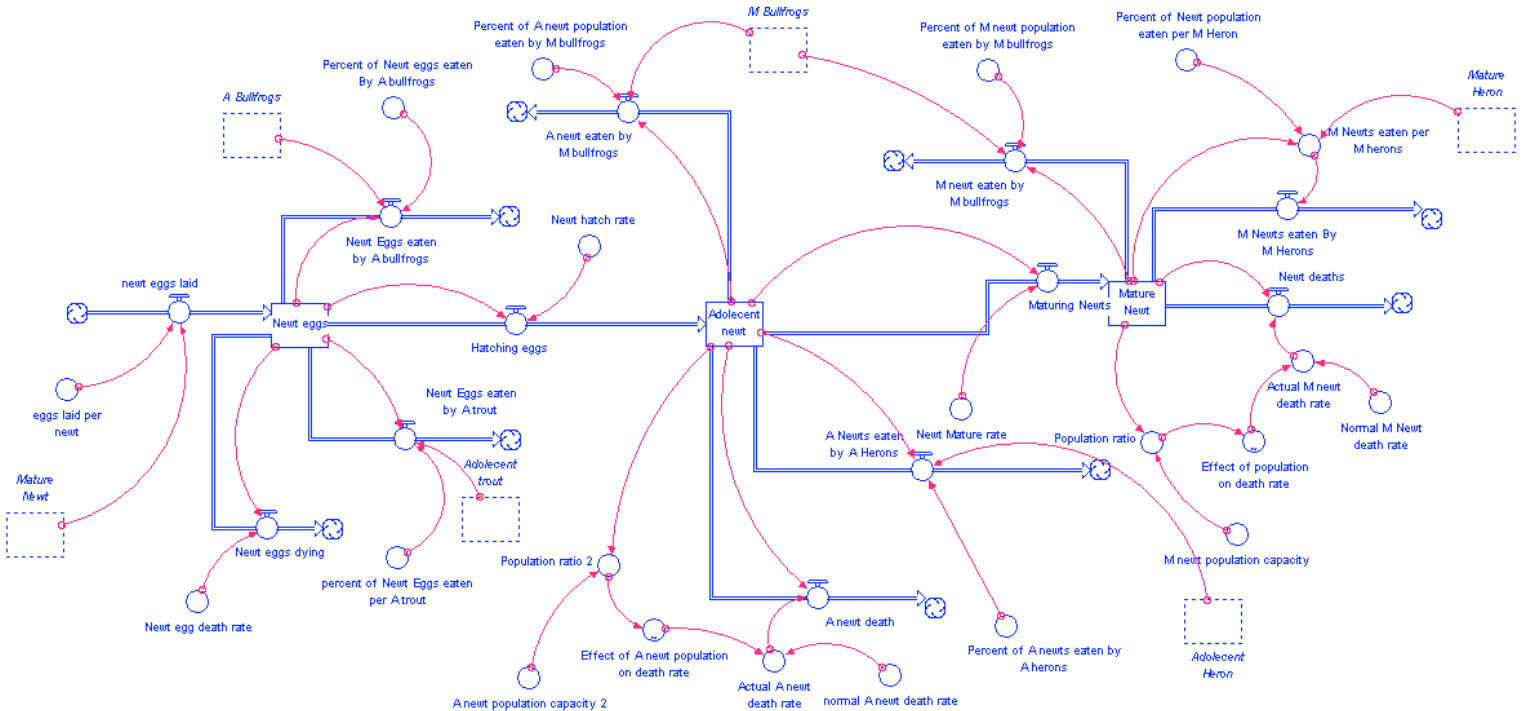 Percent of A newt population
eaten by M bullfrogs
M Bullfrogs
Percent of M newt population
eaten by M bullfrogs
Percent of Newt population
eaten per M Heron
Mature
Heron
Percent of Newt eggs eaten
By A bullfrogs
A Bullfrogs
A newt eaten by
M bullfrogs
M newt eaten by
M bullfrogs
M Newts eaten per
M herons
Newt Eggs eaten
by A bullfrogs
Newt hatch rate
M Newts eaten By
M Herons
newt eggs laid
Newt eggs
Hatching eggs
Adolecent
newt
Maturing Newts
Mature
Newt
Newt deaths
eggs laid per
newt
Newt Eggs eaten
by A trout
Newt Mature rate
Actual M newt
death rate
Normal M Newt
death rate
A Newts eaten
by A Herons
Population ratio
Effect of population
on death rate
Mature
Newt
Adolecent
trout
Newt eggs dying
percent of Newt Eggs eaten
per A trout
Population ratio 2
M newt population capacity
Newt egg death rate
A newt death
Effect of A newt population
on death rate
Percent of A newts eaten by
A herons
Adolecent
Heron
A newt population capacity 2
Actual A newt
death rate
normal A newt death rate